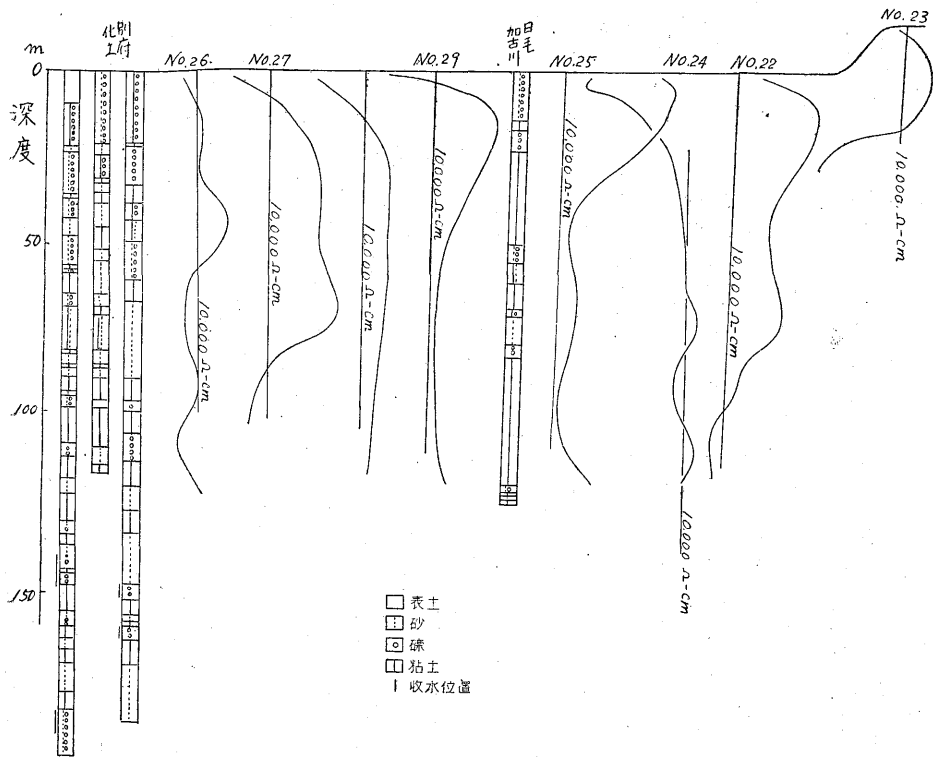 m
0
深度
50
100
150
別府
化工
No.26.
No.27
No.29
日毛
加古川
No.25
No.24
No.22
No.23
10,000 Ω-cm
10,000 Ω-cm
10,000 Ω-cm
10,000 Ω-cm
10,000 Ω-cm
10,000 Ω-cm
10,000 Ω-cm
10,000. Ω-cm
表土
砂
礫
粘土
收水位置